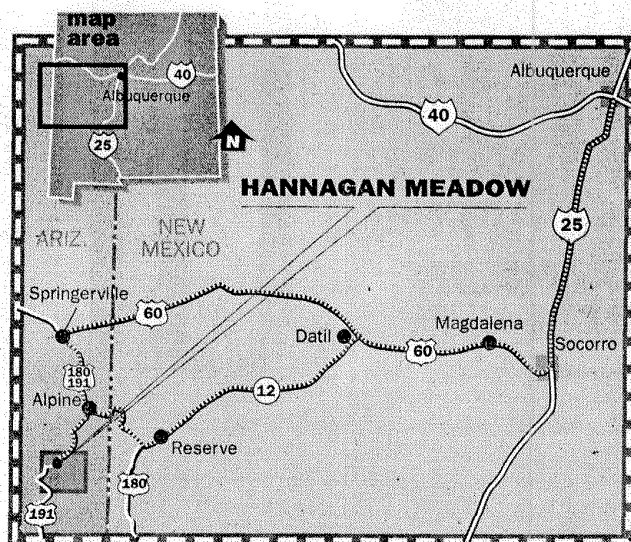 map
area
40
Albuquerque
25
N
Albuquerque
40
HANNAGAN MEADOW
25
ARIZ.
NEW
MEXICO
Springerville
60
Datil
Magdalena
60
Socorro
180
191
12
Alpine
Reserve
180
191